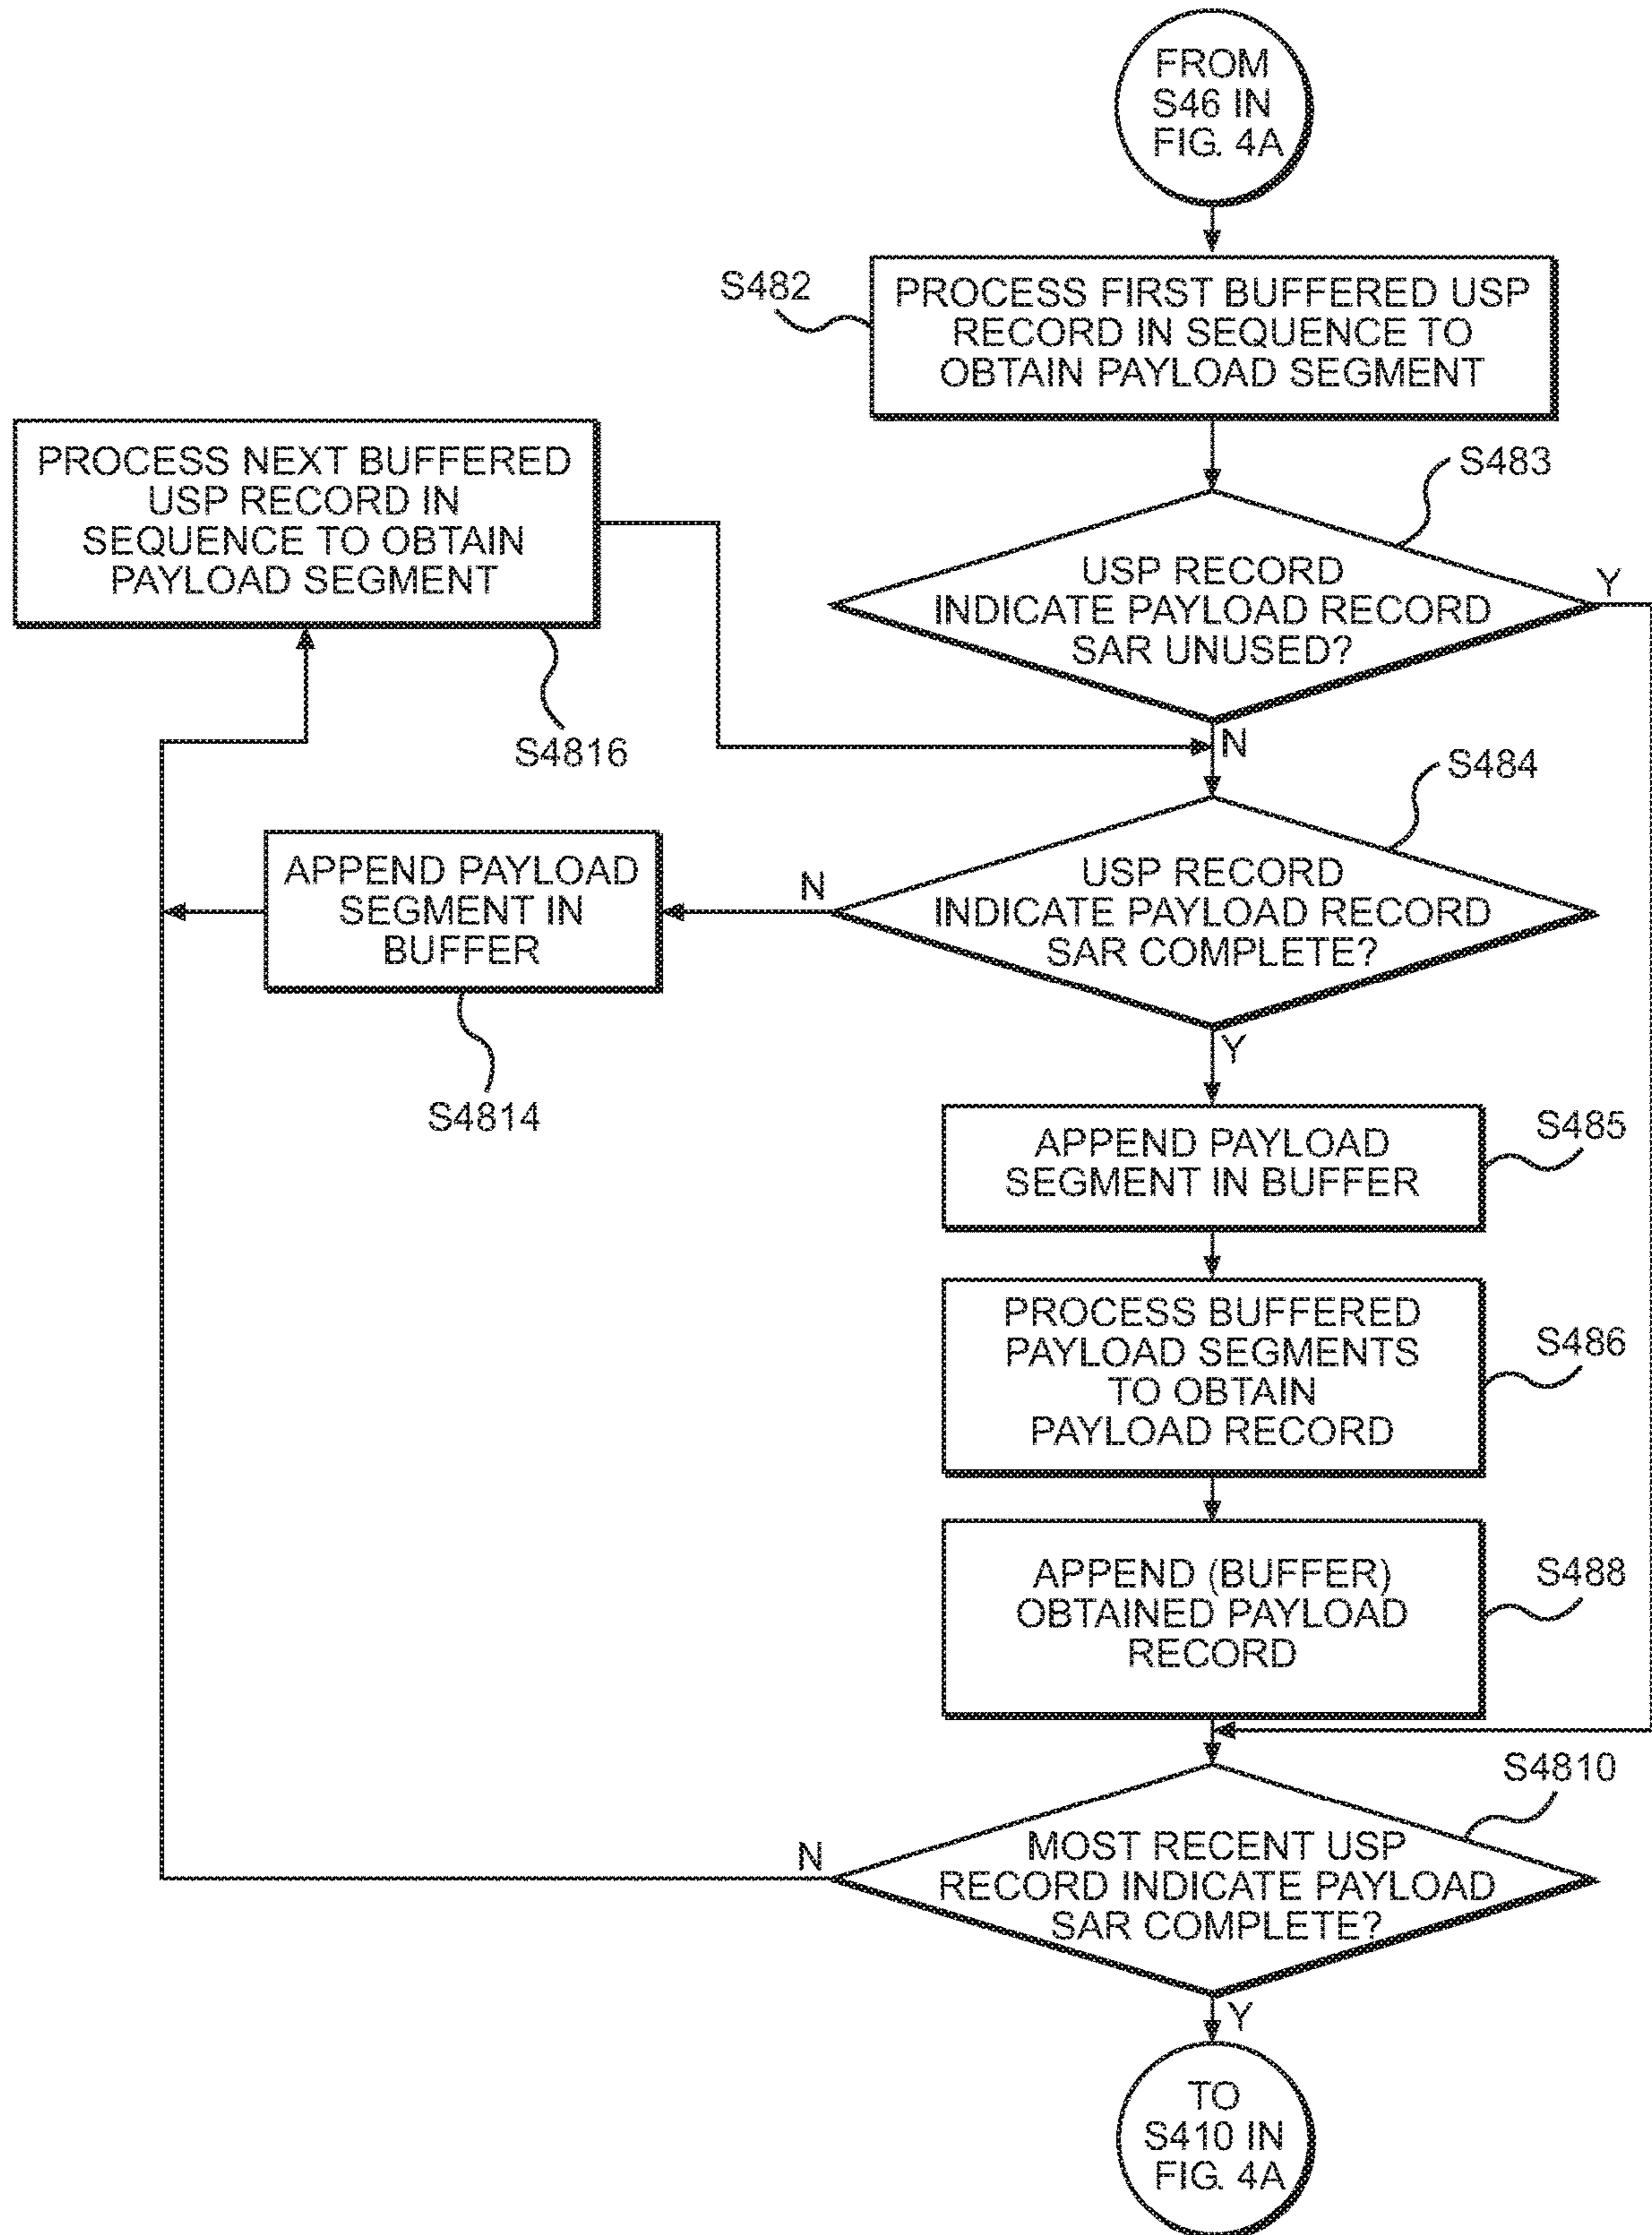 FROM
S46 IN
FIG. 4A
S482
PROCESS FIRST BUFFERED USP
RECORD IN SEQUENCE TO
OBTAIN PAYLOAD SEGMENT
PROCESS NEXT BUFFERED
USP RECORD IN
SEQUENCE TO OBTAIN
PAYLOAD SEGMENT
S483
USP RECORD
INDICATE PAYLOAD RECORD
SAR UNUSED?
Y
S4816
N
S484
APPEND PAYLOAD
SEGMENT IN
BUFFER
N
USP RECORD
INDICATE PAYLOAD RECORD
SAR COMPLETE?
Y
S4814
APPEND PAYLOAD
SEGMENT IN BUFFER
S485
PROCESS BUFFERED
PAYLOAD SEGMENTS
TO OBTAIN
PAYLOAD RECORD
S486
APPEND (BUFFER)
OBTAINED PAYLOAD
RECORD
S488
S4810
N
MOST RECENT USP
RECORD INDICATE PAYLOAD
SAR COMPLETE?
Y
TO
S410 IN
FIG. 4A